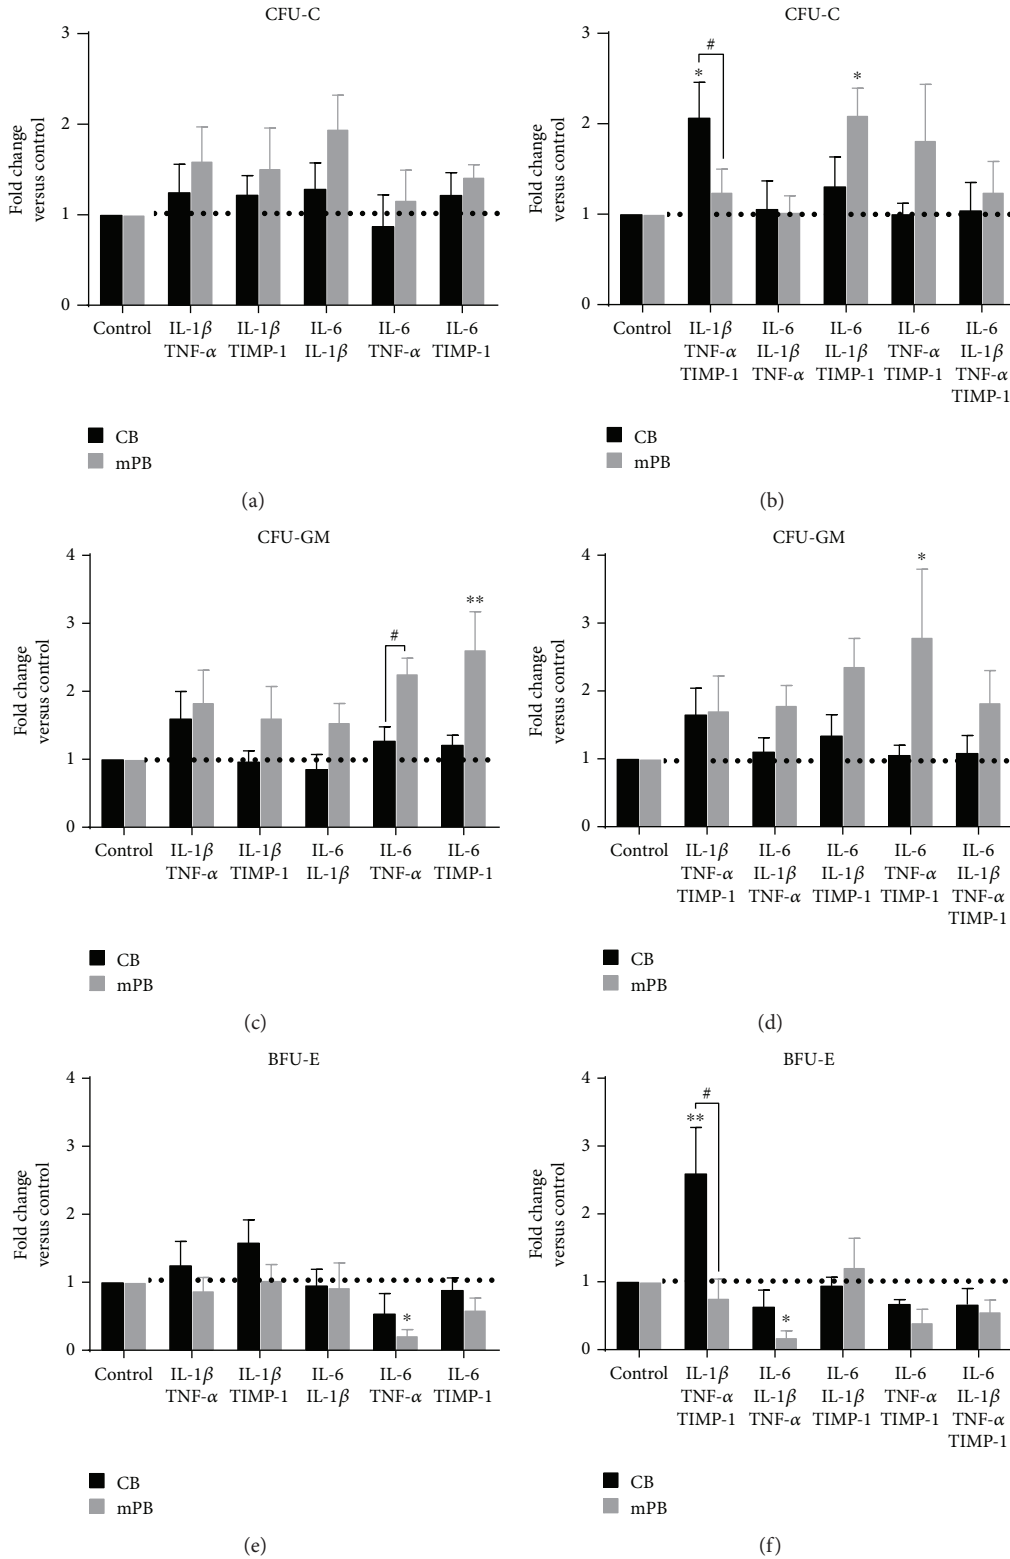 CFU-C
3
2
1
0
Fold change
versus control
Control
IL-1β
TNF-α
IL-1β
TIMP-1
IL-6
IL-1β
IL-6
TNF-α
IL-6
TIMP-1
CB
mPB
(a)
CFU-C
3
2
1
0
Fold change
versus control
*
#
*
Control
IL-1β
TNF-α
TIMP-1
IL-6
IL-1β
TNF-α
IL-6
IL-1β
TIMP-1
IL-6
TNF-α
TIMP-1
IL-6
IL-1β
TNF-α
TIMP-1
CB
mPB
(b)
CFU-GM
4
3
2
1
0
Fold change
versus control
#
**
Control
IL-1β
TNF-α
IL-1β
TIMP-1
IL-6
IL-1β
IL-6
TNF-α
IL-6
TIMP-1
CB
mPB
(c)
CFU-GM
4
3
2
1
0
Fold change
versus control
*
Control
IL-1β
TNF-α
TIMP-1
IL-6
IL-1β
TNF-α
IL-6
IL-1β
TIMP-1
IL-6
TNF-α
TIMP-1
IL-6
IL-1β
TNF-α
TIMP-1
CB
mPB
(d)
BFU-E
4
3
2
1
0
Fold change
versus control
*
Control
IL-1β
TNF-α
IL-1β
TIMP-1
IL-6
IL-1β
IL-6
TNF-α
IL-6
TIMP-1
CB
mPB
(e)
BFU-E
4
3
2
1
0
Fold change
versus control
#
**
*
Control
IL-1β
TNF-α
TIMP-1
IL-6
IL-1β
TNF-α
IL-6
IL-1β
TIMP-1
IL-6
TNF-α
TIMP-1
IL-6
IL-1β
TNF-α
TIMP-1
CB
mPB
(f)